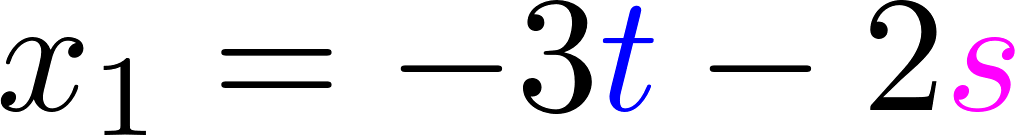 x₁ = −3t − 2s